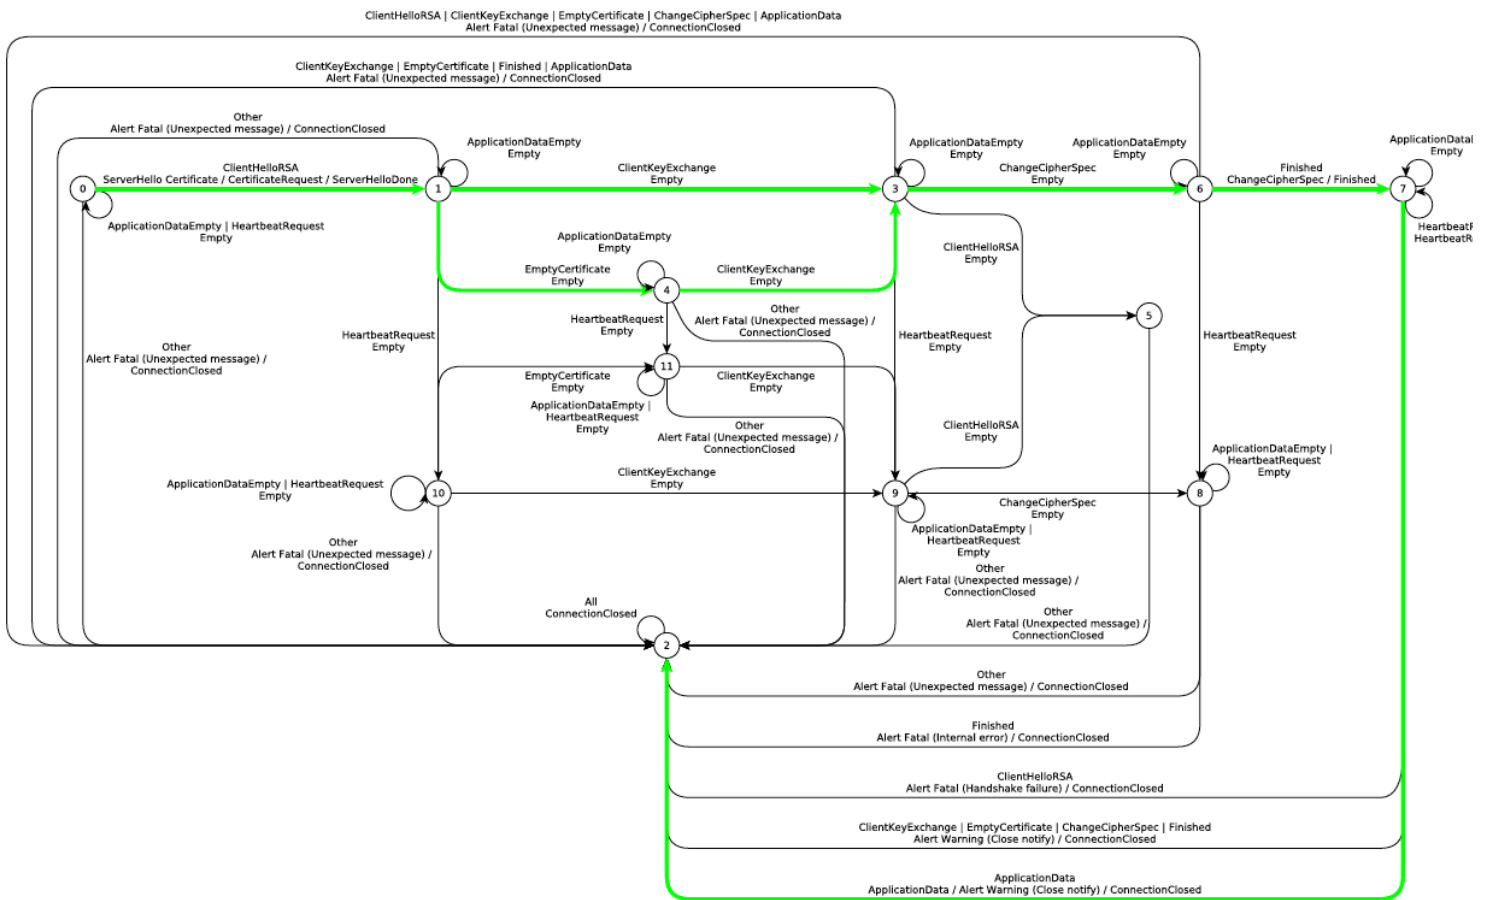 ClientHelloRSA | ClientKeyExchange | EmptyCertificate | ChangeCipherSpec | ApplicationData
Alert Fatal (Unexpected message) / ConnectionClosed
ClientKeyExchange | EmptyCertificate | Finished | ApplicationData
Alert Fatal (Unexpected message) / ConnectionClosed
Other
Alert Fatal (Unexpected message) / ConnectionClosed
ApplicationDataEmpty
Empty
ApplicationDataEmpty
Empty
ApplicationDataEmpty
Empty
ApplicationData
Empty
ClientHelloRSA
ServerHello Certificate / CertificateRequest / ServerHelloDone
ClientKeyExchange
Empty
ChangeCipherSpec
Empty
Finished
ChangeCipherSpec / Finished
0
1
3
6
7
ApplicationDataEmpty | HeartbeatRequest
Empty
HeartbeatR
HeartbeatR
ApplicationDataEmpty
Empty
ClientHelloRSA
Empty
EmptyCertificate
Empty
4
ClientKeyExchange
Empty
HeartbeatRequest
Empty
Other
Alert Fatal (Unexpected message) /
ConnectionClosed
5
Other
Alert Fatal (Unexpected message) /
ConnectionClosed
HeartbeatRequest
Empty
HeartbeatRequest
Empty
HeartbeatRequest
Empty
11
EmptyCertificate
Empty
ClientKeyExchange
Empty
ApplicationDataEmpty |
HeartbeatRequest
Empty
Other
Alert Fatal (Unexpected message) /
ConnectionClosed
ClientHelloRSA
Empty
ApplicationDataEmpty |
HeartbeatRequest
Empty
ApplicationDataEmpty | HeartbeatRequest
Empty
10
ClientKeyExchange
Empty
9
ChangeCipherSpec
Empty
8
ApplicationDataEmpty |
HeartbeatRequest
Empty
Other
Alert Fatal (Unexpected message) /
ConnectionClosed
Other
Alert Fatal (Unexpected message) /
ConnectionClosed
All
ConnectionClosed
Other
Alert Fatal (Unexpected message) /
ConnectionClosed
2
Other
Alert Fatal (Unexpected message) / ConnectionClosed
Finished
Alert Fatal (Internal error) / ConnectionClosed
ClientHelloRSA
Alert Fatal (Handshake failure) / ConnectionClosed
ClientKeyExchange | EmptyCertificate | ChangeCipherSpec | Finished
Alert Warning (Close notify) / ConnectionClosed
ApplicationData
ApplicationData / Alert Warning (Close notify) / ConnectionClosed